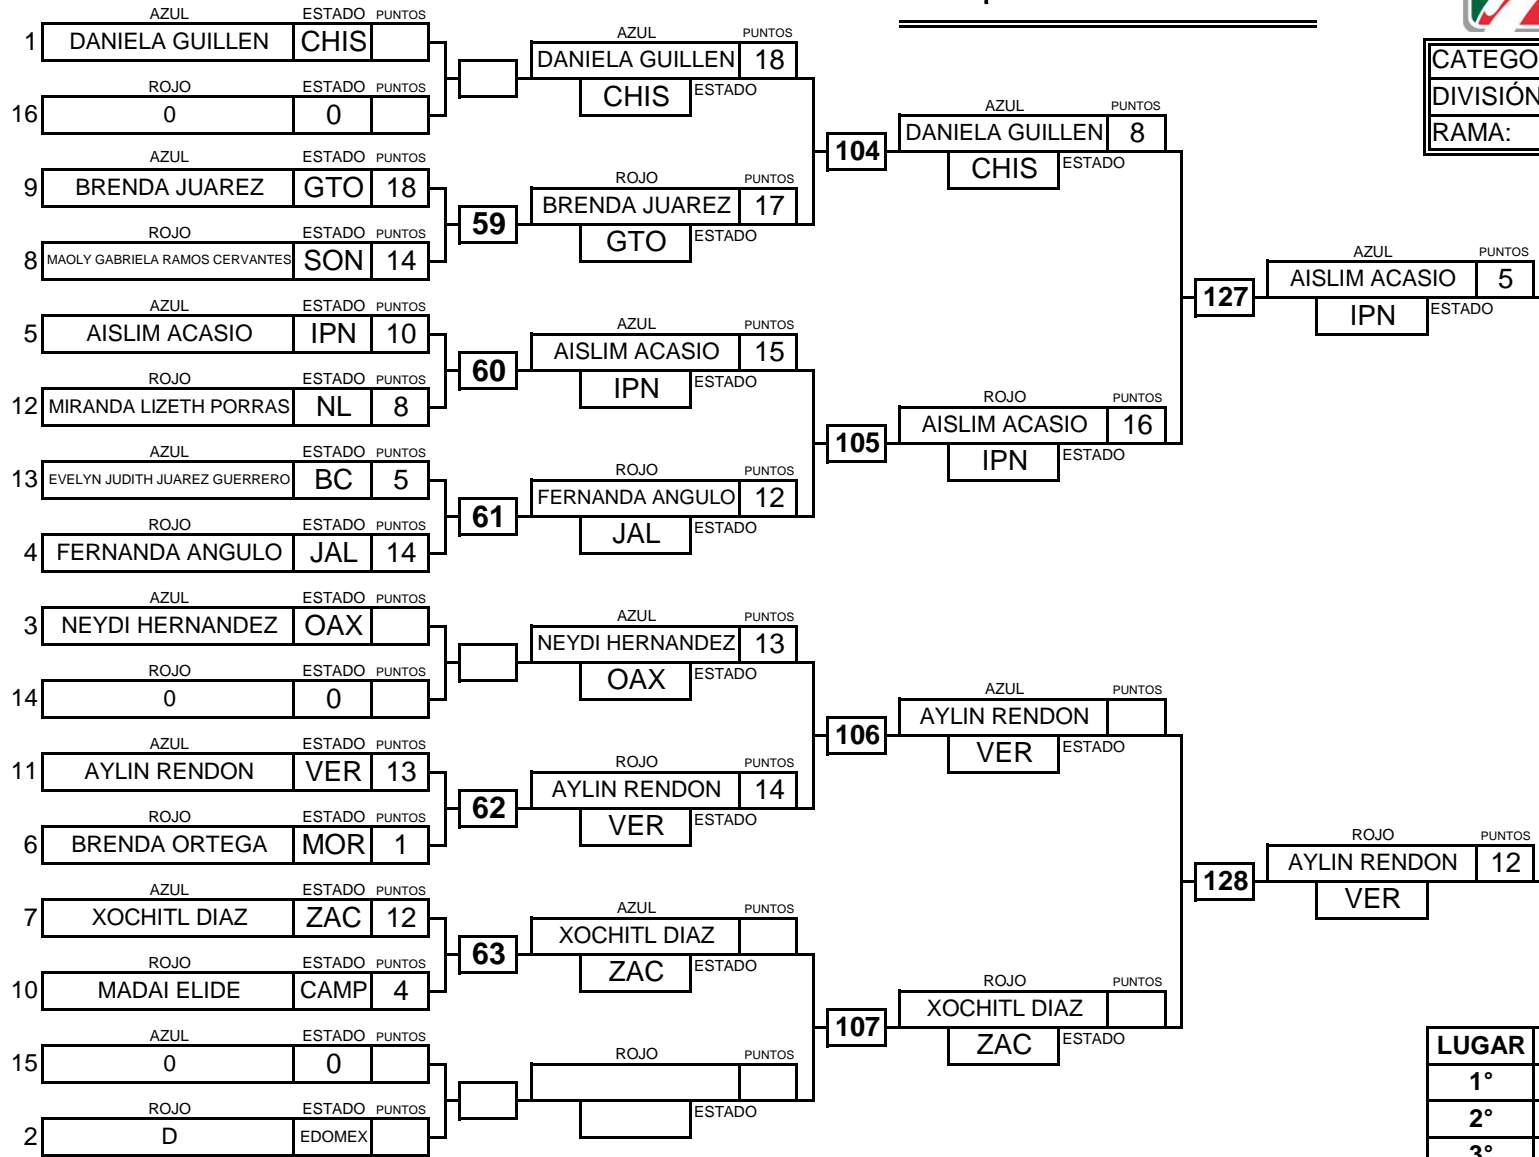 AZUL ESTADO PUNTOS
1 DANIELA GUILLEN CHIS
ROJO ESTADO PUNTOS
16 0 0
AZUL ESTADO PUNTOS
9 BRENDA JUAREZ GTO 18
ROJO ESTADO PUNTOS
8 MAOLY GABRIELA RAMOS CERVANTES SON 14
AZUL ESTADO PUNTOS
5 AISLIM ACASIO IPN 10
ROJO ESTADO PUNTOS
12 MIRANDA LIZETH PORRAS NL 8
AZUL ESTADO PUNTOS
13 EVELYN JUDITH JUAREZ GUERRERO BC 5
ROJO ESTADO PUNTOS
4 FERNANDA ANGULO JAL 14
AZUL ESTADO PUNTOS
3 NEYDI HERNANDEZ OAX
ROJO ESTADO PUNTOS
14 0 0
AZUL ESTADO PUNTOS
11 AYLIN RENDON VER 13
ROJO ESTADO PUNTOS
6 BRENDA ORTEGA MOR 1
AZUL ESTADO PUNTOS
7 XOCHITL DIAZ ZAC 12
ROJO ESTADO PUNTOS
10 MADAI ELIDE CAMP 4
AZUL ESTADO PUNTOS
15 0 0
ROJO ESTADO PUNTOS
2 D EDOMEX
59
60
61
62
63
AZUL PUNTOS
DANIELA GUILLEN 18
CHIS ESTADO
ROJO PUNTOS
BRENDA JUAREZ 17
GTO ESTADO
AZUL PUNTOS
AISLIM ACASIO 15
IPN ESTADO
ROJO PUNTOS
FERNANDA ANGULO 12
JAL ESTADO
AZUL PUNTOS
NEYDI HERNANDEZ 13
OAX ESTADO
ROJO PUNTOS
AYLIN RENDON 14
VER ESTADO
AZUL PUNTOS
XOCHITL DIAZ
ZAC ESTADO
ROJO PUNTOS
ESTADO
104
105
106
107
AZUL PUNTOS
DANIELA GUILLEN 8
CHIS ESTADO
ROJO PUNTOS
AISLIM ACASIO 16
IPN ESTADO
AZUL PUNTOS
AYLIN RENDON
VER ESTADO
ROJO PUNTOS
XOCHITL DIAZ
ZAC ESTADO
127
128
AZUL PUNTOS
AISLIM ACASIO 5
IPN ESTADO
ROJO PUNTOS
AYLIN RENDON 12
VER
CATEGO
DIVISIÓN
RAMA:
LUGAR
1°
2°
3°